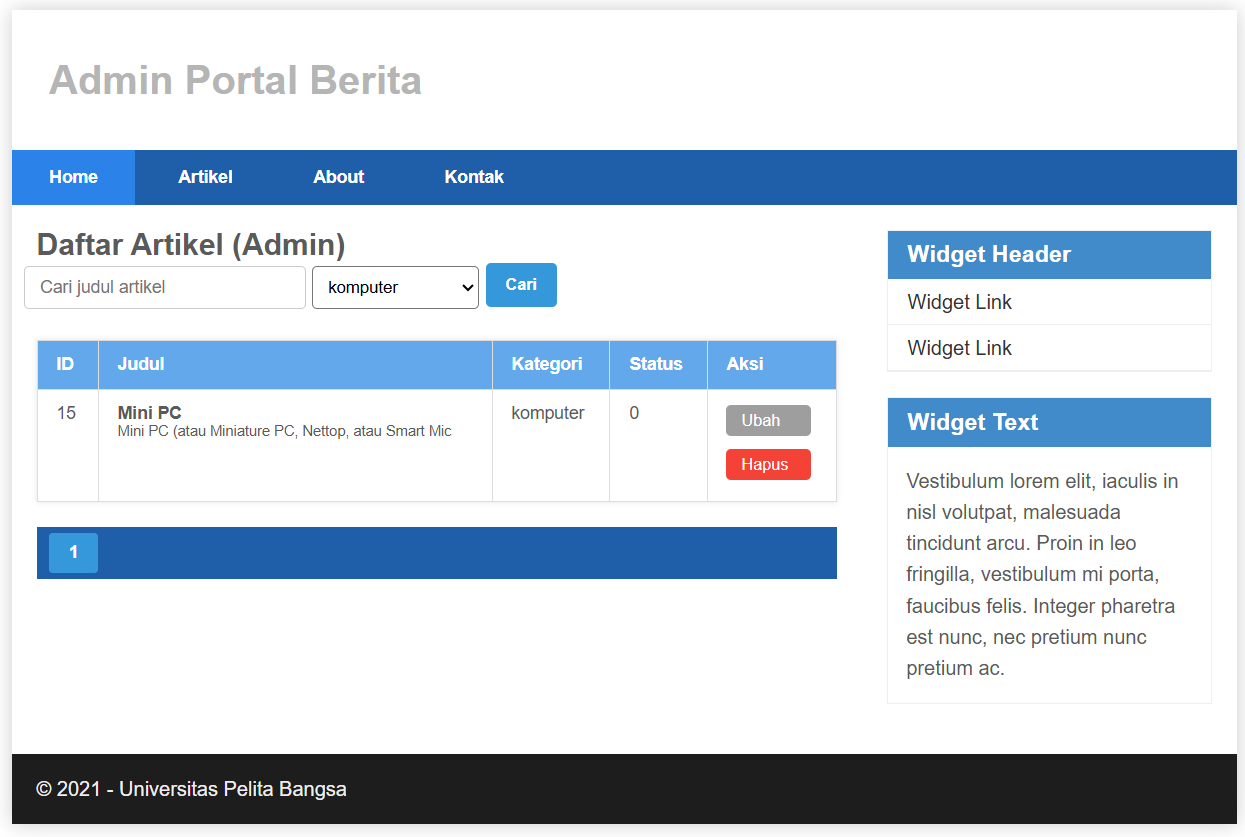 Admin Portal Berita
Home Artikel About Kontak
Daftar Artikel (Admin)
Cari judul artikel komputer Cari
ID Judul Kategori Status Aksi
15 Mini PC komputer 0 Ubah
Mini PC (atau Miniature PC, Nettop, atau Smart Mic
Hapus
1
Widget Header
Widget Link
Widget Link
Widget Text
Vestibulum lorem elit, iaculis in
nisl volutpat, malesuada
tincidunt arcu. Proin in leo
fringilla, vestibulum mi porta,
faucibus felis. Integer pharetra
est nunc, nec pretium nunc
pretium ac.
© 2021 - Universitas Pelita Bangsa